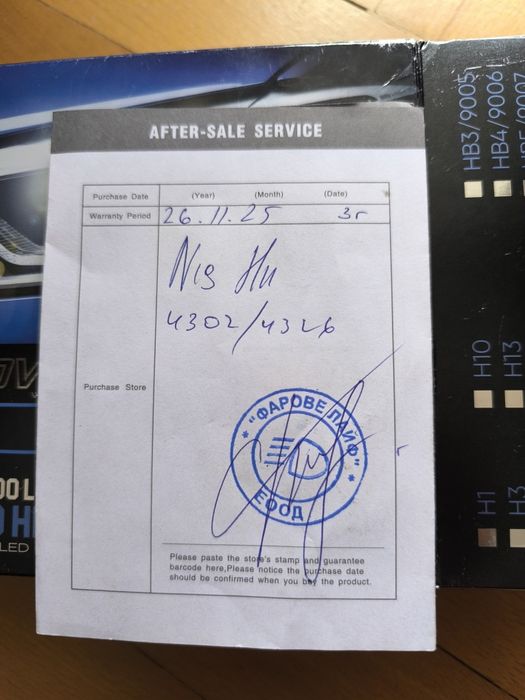 AFTER-SALE SERVICE
Purchase Date (Year) (Month) (Date)
Warranty Period 26.11.25 3г
4302/4326
Purchase Store
"ФАРОВЕ ЛАЙФ"
ЕООД
Please paste the store's stamp and guarantee
barcode here,Please notice the purchase date
should be confirmed when you buy the product.
HB3/9005
HB4/9006
H10
H13
H1
H3
LED